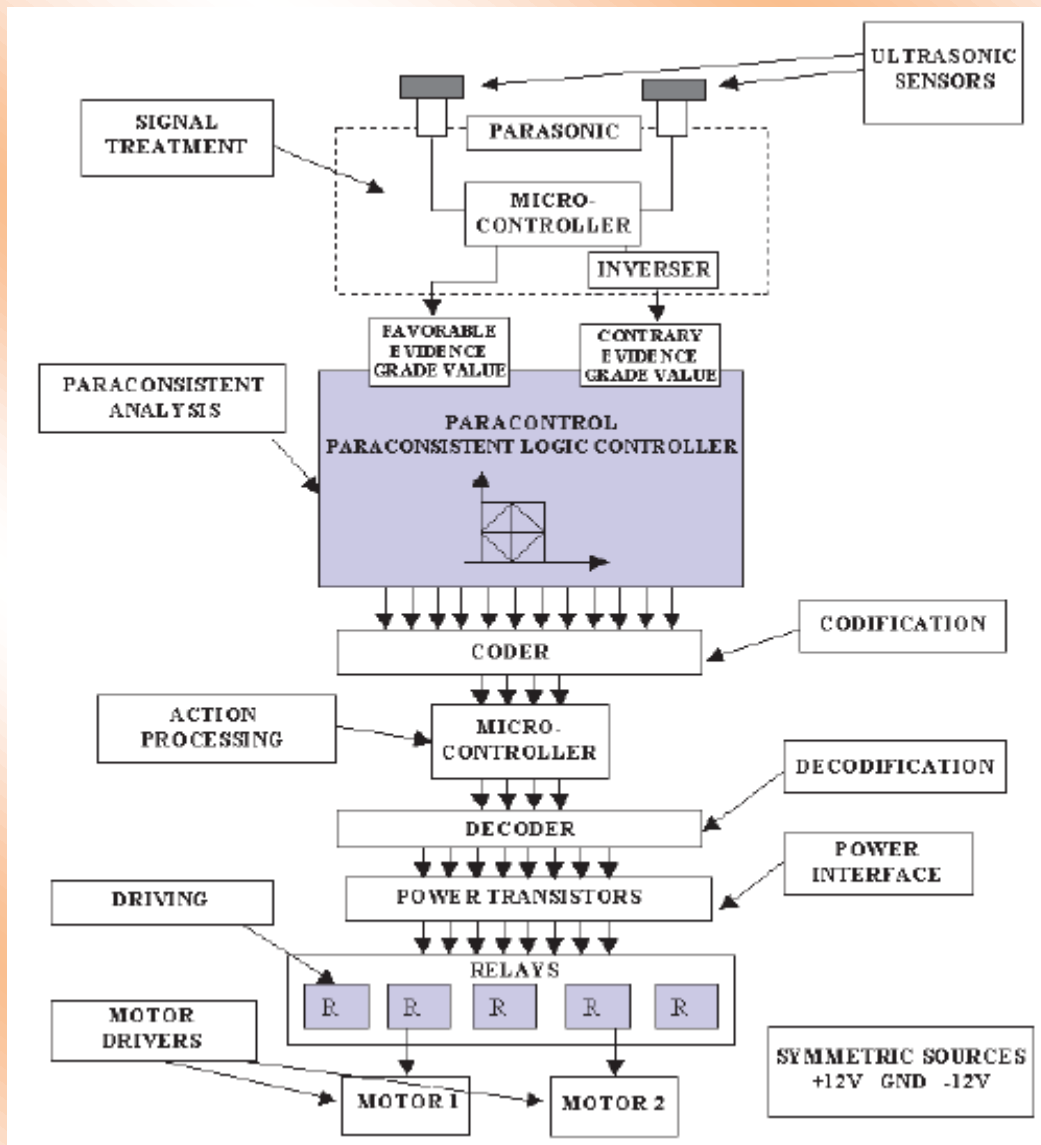 ULTRASONIC
SENSORS
SIGNAL
TREATMENT
PARASONIC
MICRO-
CONTROLLER
INVERSER
FAVORABLE
EVIDENCE
GRADE VALUE
CONTRARY
EVIDENCE
GRADE VALUE
PARACONSISTENT
ANALYSIS
PARACONTROL
PARACONSISTENT LOGIC CONTROLLER
CODIFICATION
CODER
ACTION
PROCESSING
MICRO-
CONTROLLER
DECODIFICATION
DECODER
POWER
INTERFACE
DRIVING
POWER TRANSISTORS
RELAYS
R R R R R
MOTOR
DRIVERS
SYMMETRIC SOURCES
+12V GND -12V
MOTOR 1
MOTOR 2